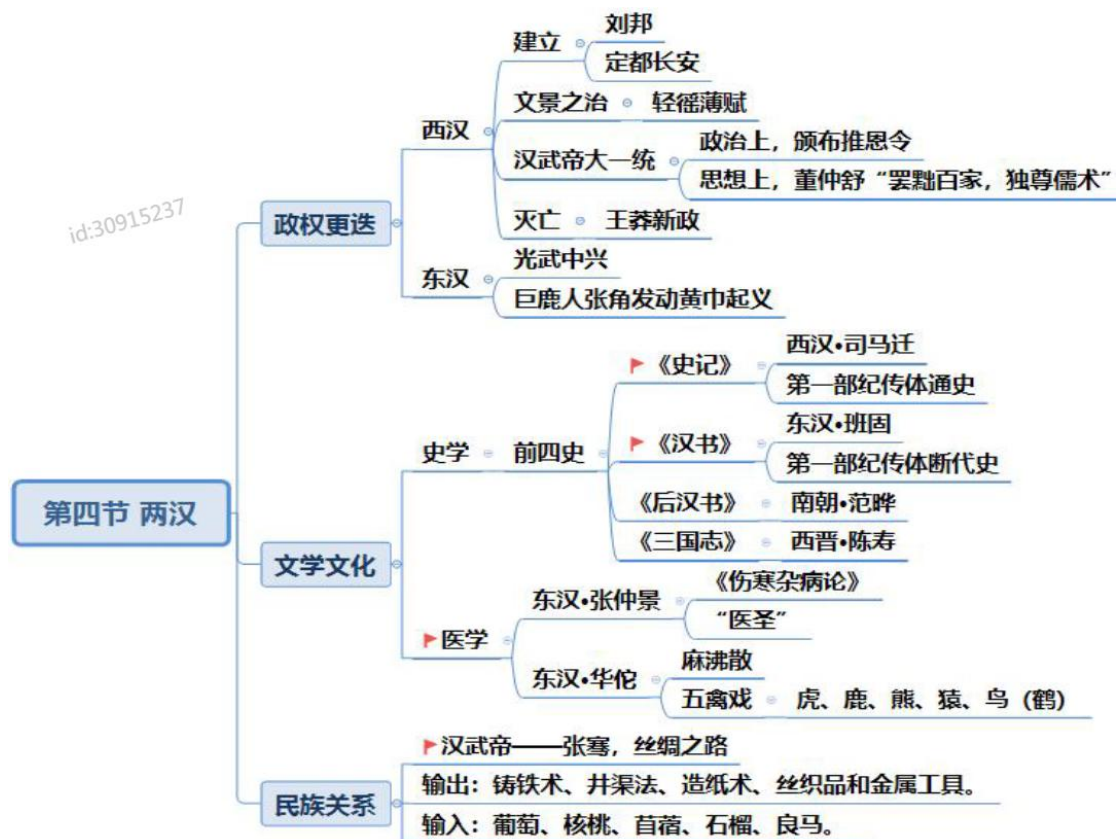 第四节 两汉
政权更迭
西汉
建立
刘邦
定都长安
文景之治
轻徭薄赋
汉武帝大一统
政治上，颁布推恩令
思想上，董仲舒“罢黜百家，独尊儒术”
灭亡
王莽新政
东汉
光武中兴
巨鹿人张角发动黄巾起义
文学文化
史学
前四史
《史记》
西汉•司马迁
第一部纪传体通史
《汉书》
东汉•班固
第一部纪传体断代史
《后汉书》
南朝•范晔
《三国志》
西晋•陈寿
医学
东汉•张仲景
《伤寒杂病论》
“医圣”
东汉•华佗
麻沸散
五禽戏
虎、鹿、熊、猿、鸟（鹤）
民族关系
汉武帝——张骞，丝绸之路
输出：铸铁术、井渠法、造纸术、丝织品和金属工具。
输入：葡萄、核桃、苜蓿、石榴、良马。
id:30915237